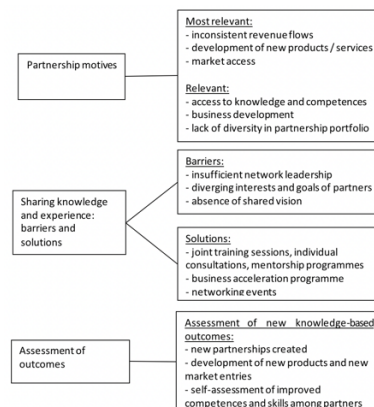 Partnership motives
Most relevant:
- inconsistent revenue flows
- development of new products / services
- market access
Relevant:
- access to knowledge and competences
- business development
- lack of diversity in partnership portfolio
Sharing knowledge
and experience:
barriers and
solutions
Barriers:
- insufficient network leadership
- diverging interests and goals of partners
- absence of shared vision
Solutions:
- joint training sessions, individual
consultations, mentorship programmes
- business acceleration programme
- networking events
Assessment of
outcomes
Assessment of new knowledge-based
outcomes:
- new partnerships created
- development of new products and new
market entries
- self-assessment of improved
competences and skills among partners